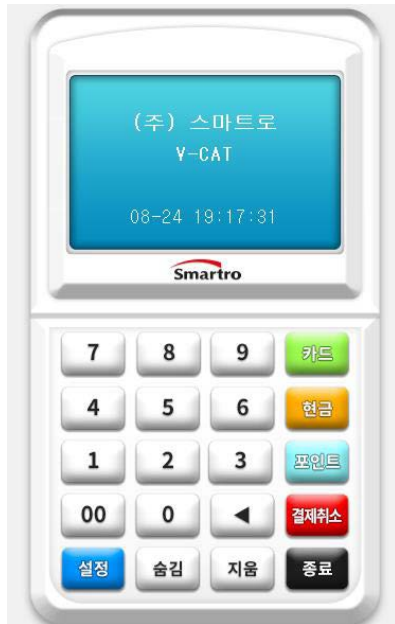 (주) 스마트로
V-CAT
08-24 19:17:31
Smartro
7 8 9 카드
4 5 6 현금
1 2 3 포인트
00 0 ◀ 결제취소
설정 숨김 지움 종료